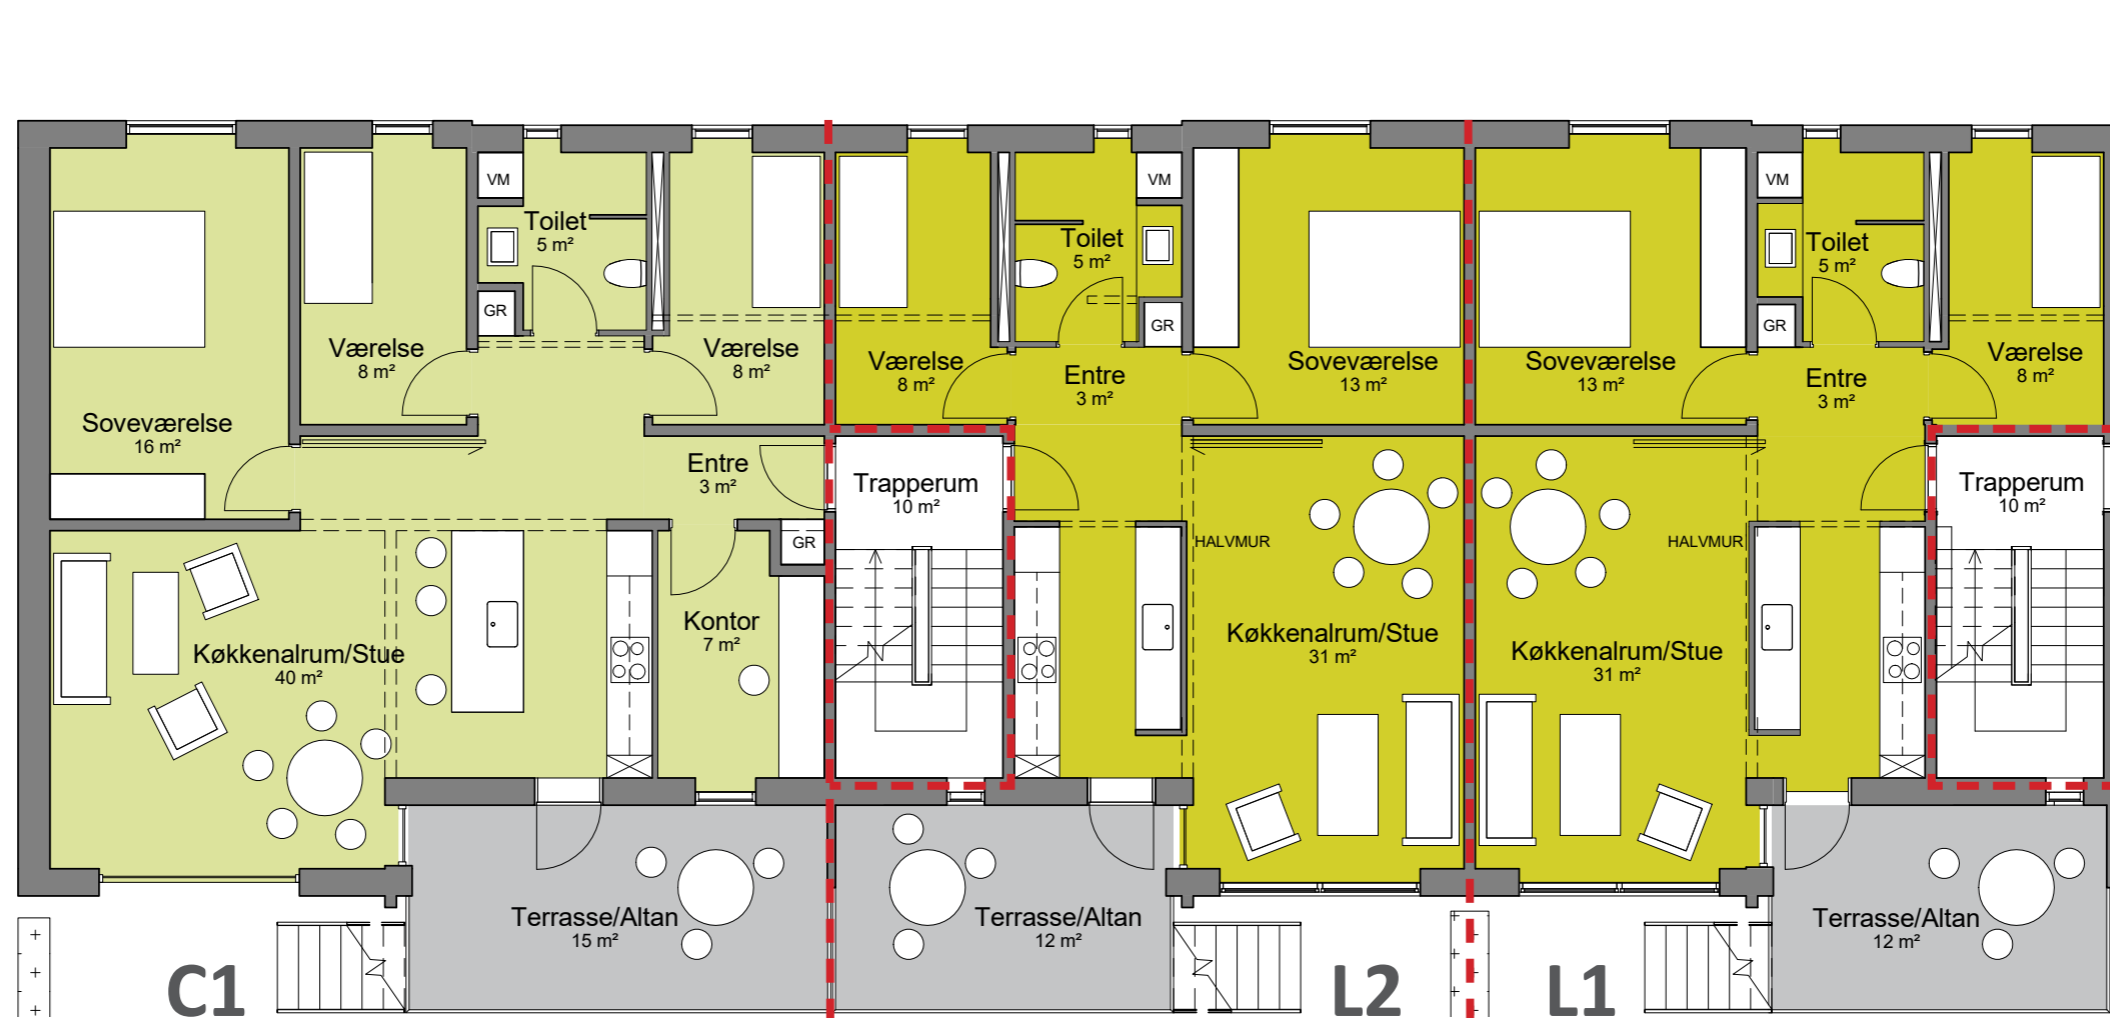 VM
Toilet
5 m²
GR
Værelse
8 m²
Værelse
8 m²
Soveværelse
16 m²
Entre
3 m²
GR
Kontor
7 m²
Køkkenalrum/Stue
40 m²
Terrasse/Altan
15 m²
C1
Trapperum
10 m²
Værelse
8 m²
Toilet
5 m²
VM
GR
Entre
3 m²
Soveværelse
13 m²
HALVMUR
Køkkenalrum/Stue
31 m²
Terrasse/Altan
12 m²
L2
Soveværelse
13 m²
VM
Toilet
5 m²
GR
Entre
3 m²
Værelse
8 m²
Trapperum
10 m²
HALVMUR
Køkkenalrum/Stue
31 m²
Terrasse/Altan
12 m²
L1